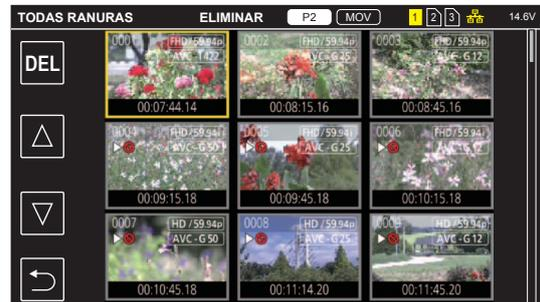 TODAS RANURAS ELIMINAR P2 MOV 1 2 3 14.6V
DEL
0001 FHD/59.94p
AVC-I422
00:07:44.14
0002 FHD/59.94p
AVC-G25
00:08:15.16
0003 FHD/59.94p
AVC-G12
00:08:45.16
0004 FHD/59.94i
AVC-G50
00:09:15.18
0005 FHD/59.94i
AVC-G25
00:09:45.18
0006 FHD/59.94i
AVC-G12
00:10:15.18
0007 HD/59.94p
AVC-G50
00:10:45.18
0008 HD/59.94p
AVC-G25
00:11:14.20
0009 HD/59.94p
AVC-G12
00:11:45.20